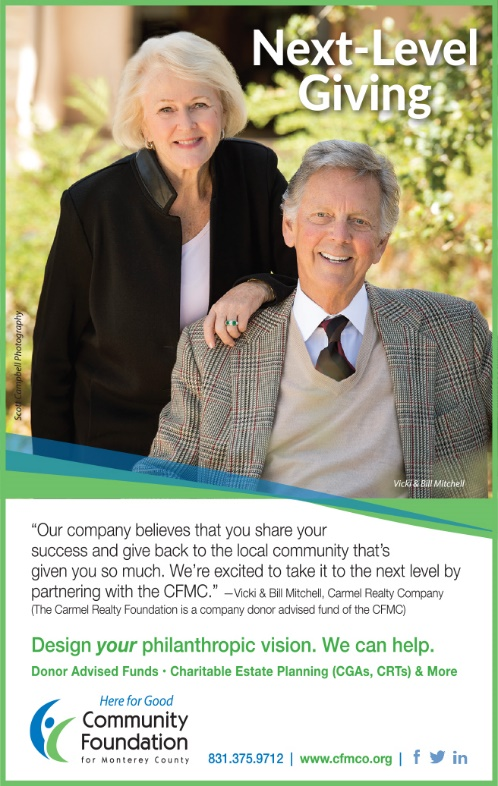 Next-Level
Giving
Scott Campbell Photography
Vicki & Bill Mitchell
“Our company believes that you share your
success and give back to the local community that’s
given you so much. We’re excited to take it to the next level by
partnering with the CFMC.” —Vicki & Bill Mitchell, Carmel Realty Company
(The Carmel Realty Foundation is a company donor advised fund of the CFMC)
Design your philanthropic vision. We can help.
Donor Advised Funds • Charitable Estate Planning (CGAs, CRTs) & More
Here for Good
Community
Foundation
for Monterey County
831.375.9712 | www.cfmco.org |